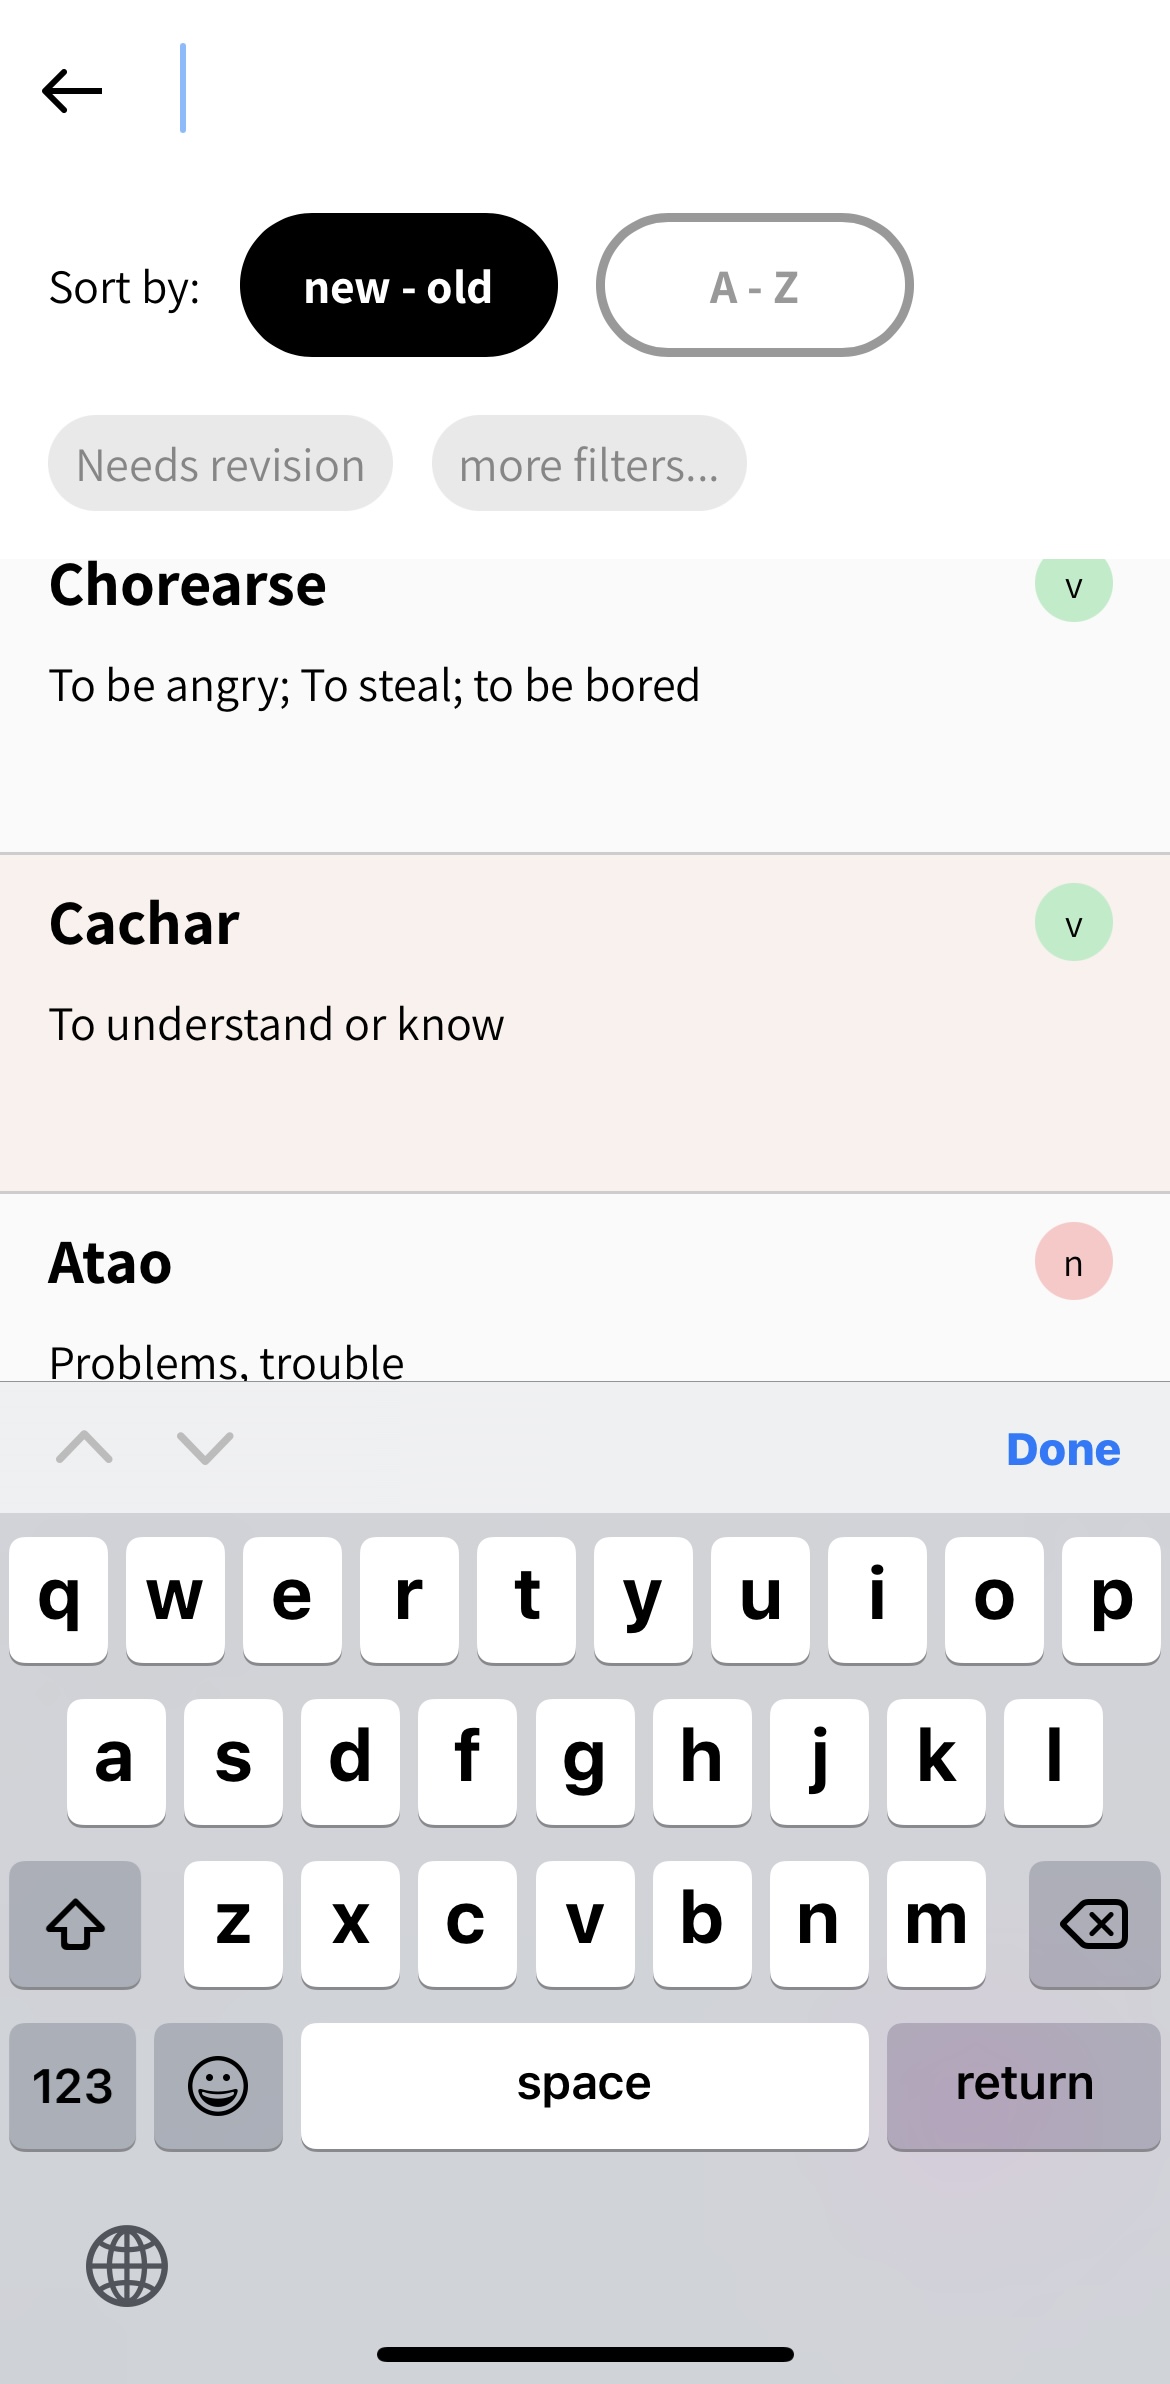 Sort by: new - old A - Z
Needs revision more filters...
Chorearse v
To be angry; To steal; to be bored
Cachar v
To understand or know
Atao n
Problems, trouble
Done
q w e r t y u i o p
a s d f g h j k l
z x c v b n m
123 space return